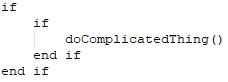 if
    if
        doComplicatedThing()
    end if
end if